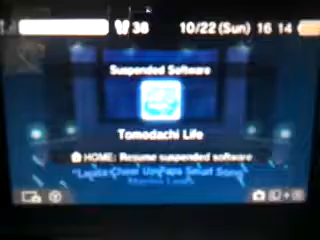 38 10/22 (Sun) 16 14
Suspended Software
Tomodachi Life
HOME: Resume suspended software